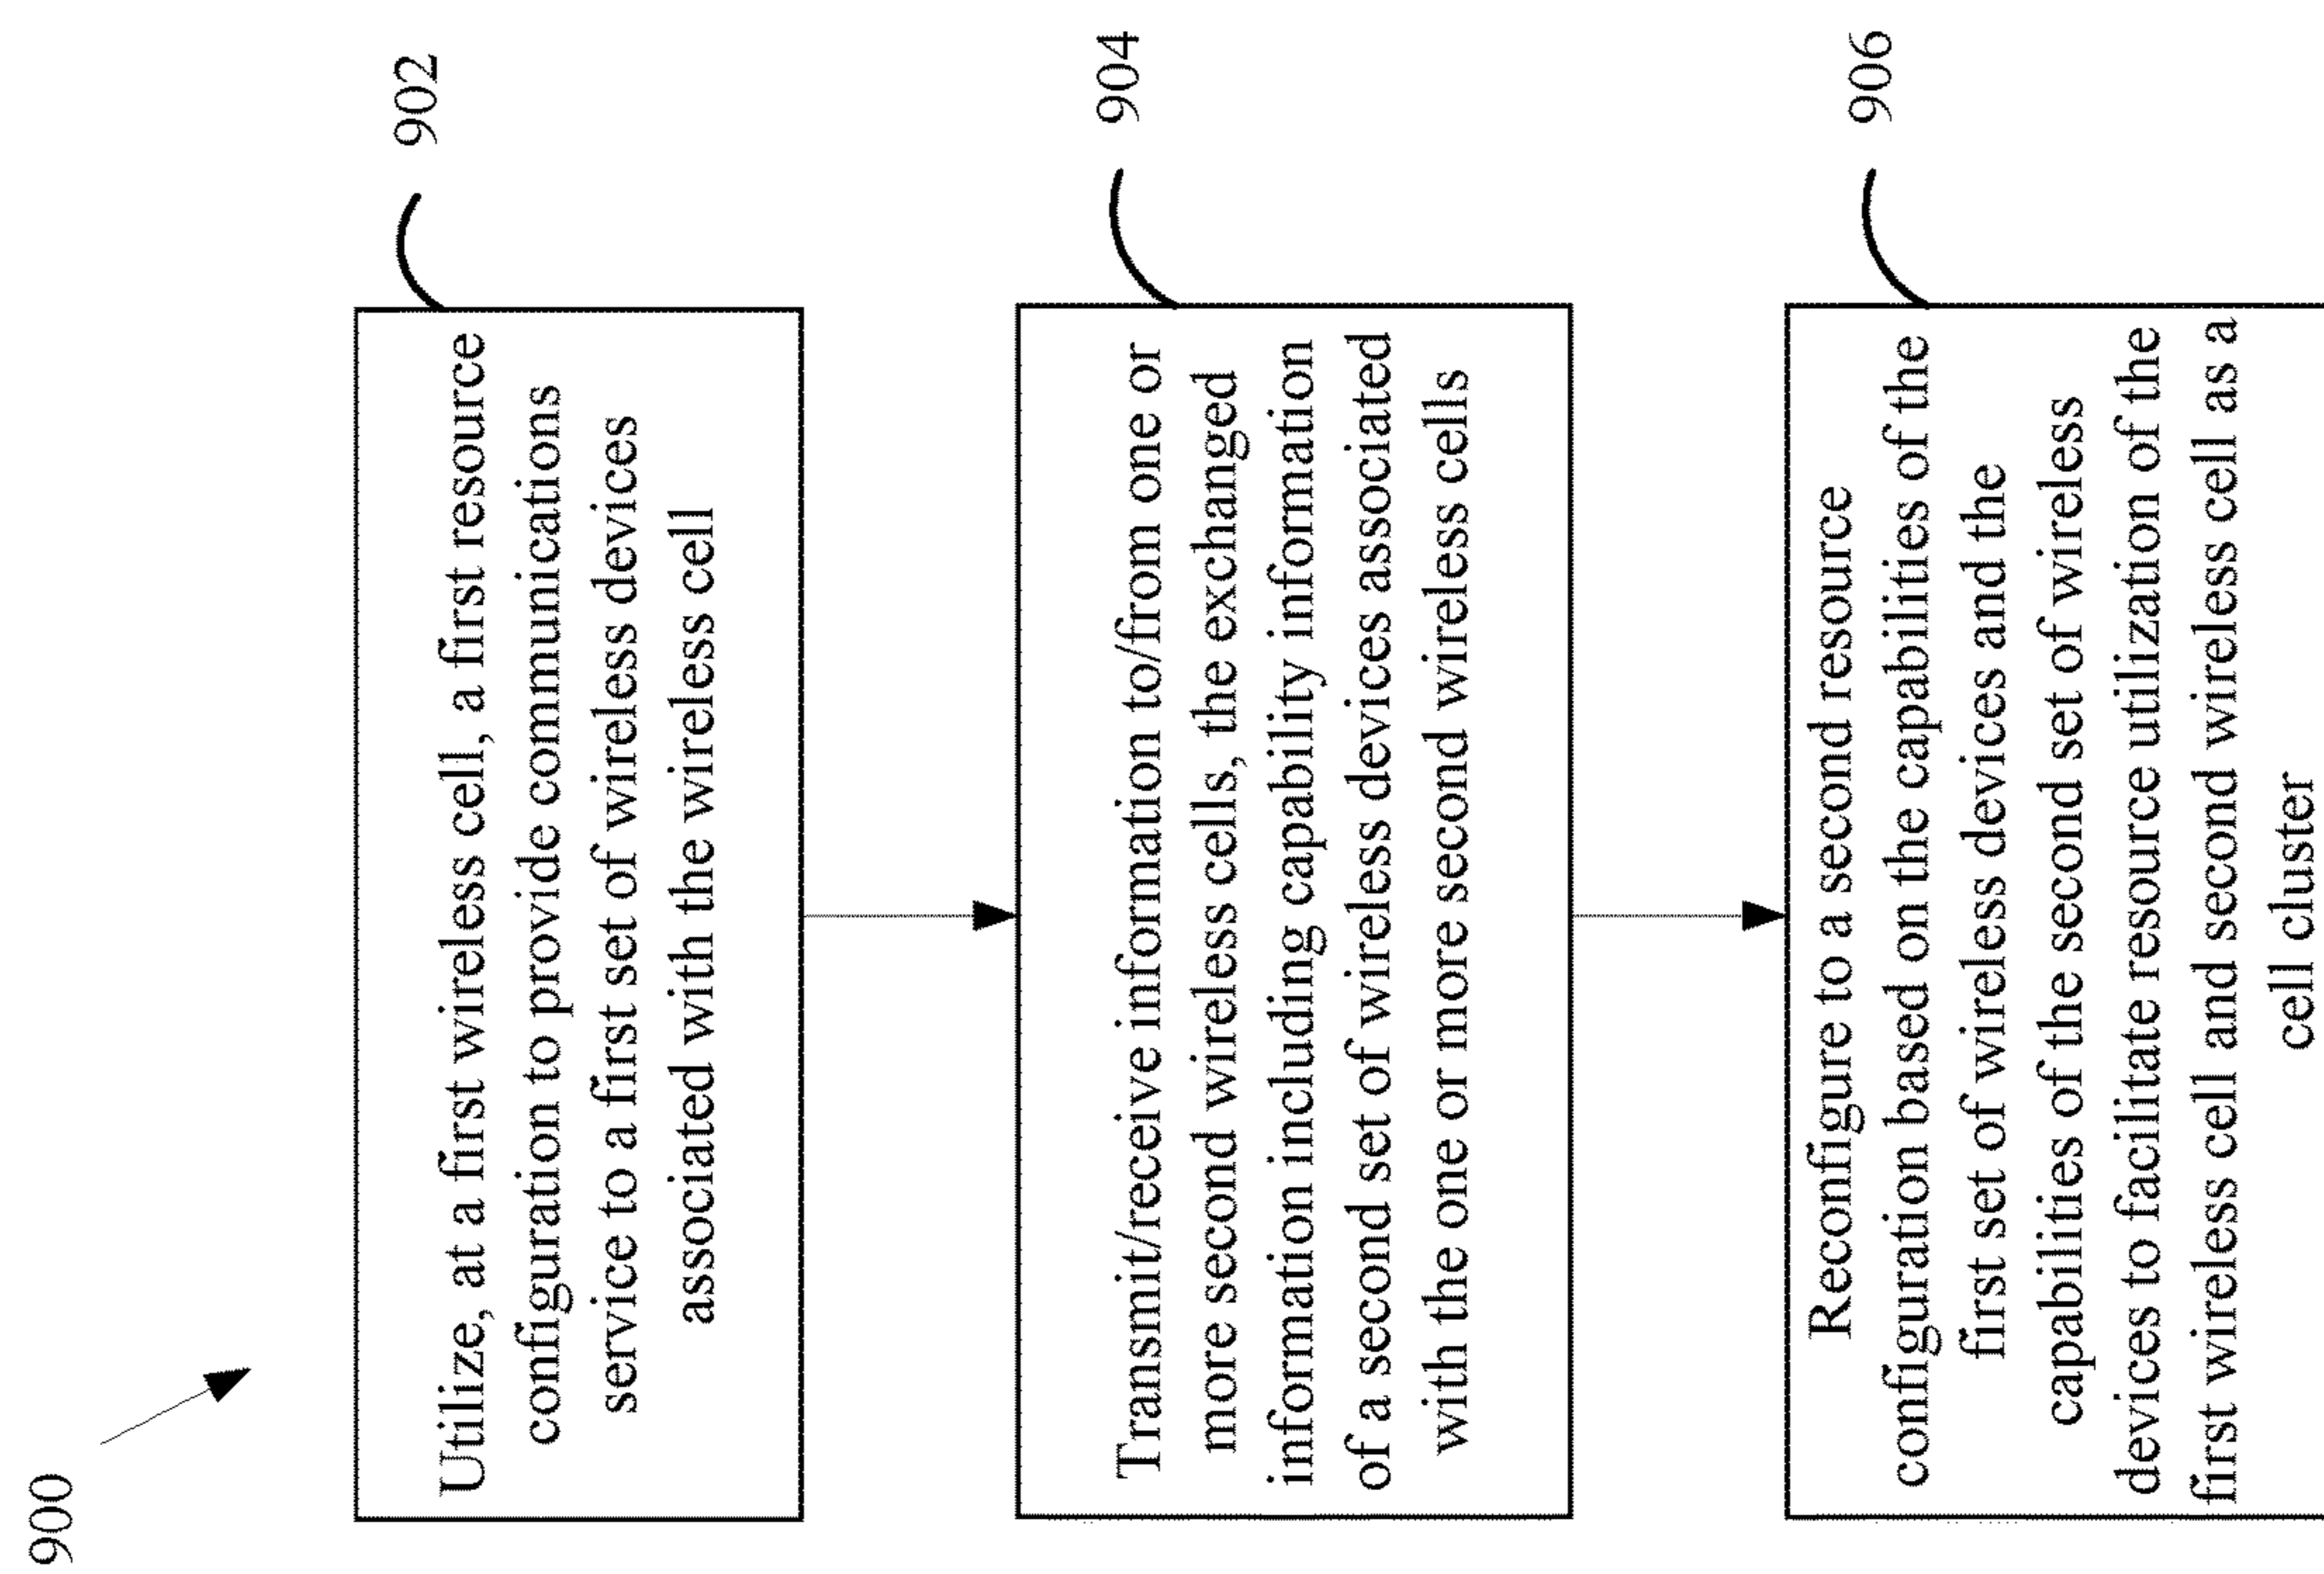 900
902
Utilize, at a first wireless cell, a first resource
configuration to provide communications
service to a first set of wireless devices
associated with the wireless cell
904
Transmit/receive information to/from one or
more second wireless cells, the exchanged
information including capability information
of a second set of wireless devices associated
with the one or more second wireless cells
906
Reconfigure to a second resource
configuration based on the capabilities of the
first set of wireless devices and the
capabilities of the second set of wireless
devices to facilitate resource utilization of the
first wireless cell and second wireless cell as a
cell cluster